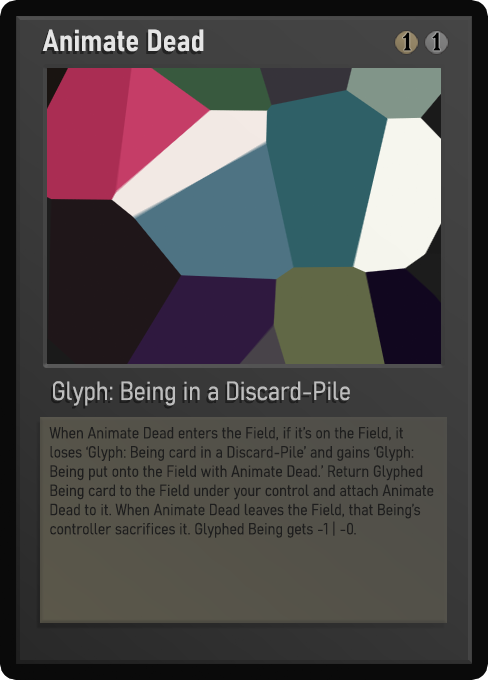 Animate Dead 1 1
Glyph: Being in a Discard-Pile
When Animate Dead enters the Field, if it's on the Field, it
loses 'Glyph: Being card in a Discard-Pile' and gains 'Glyph:
Being put onto the Field with Animate Dead.' Return Glyphed
Being card to the Field under your control and attach Animate
Dead to it. When Animate Dead leaves the Field, that Being's
controller sacrifices it. Glyphed Being gets -1 | -0.